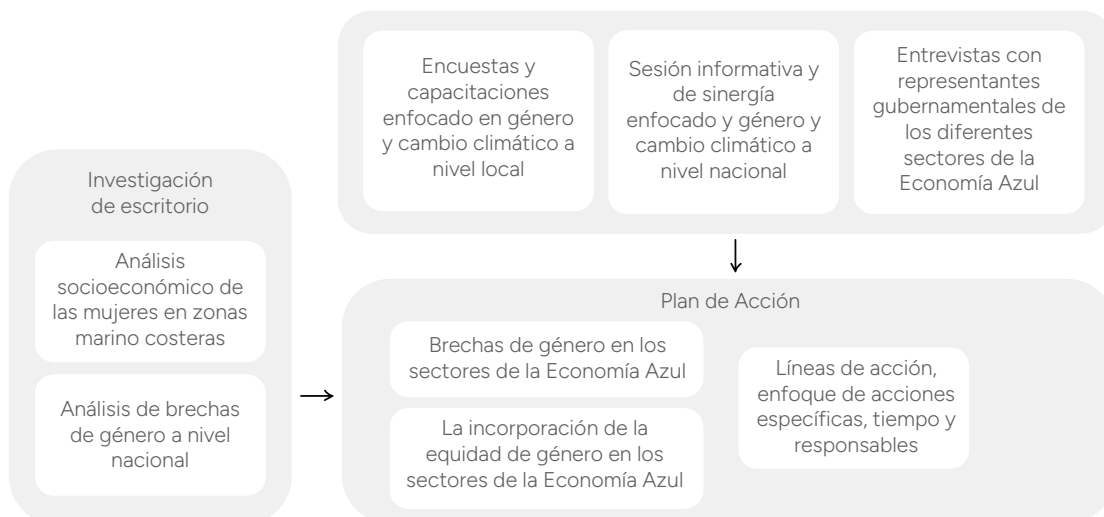 Encuestas y
capacitaciones
enfocado en género
y cambio climático a
nivel local
Sesión informativa y
de sinergía
enfocado y género y
cambio climático a
nivel nacional
Entrevistas con
representantes
gubernamentales de
los diferentes
sectores de la
Economía Azul
Investigación
de escritorio
Análisis
socioeconómico de
las mujeres en zonas
marino costeras
Análisis de brechas
de género a nivel
nacional
Plan de Acción
Brechas de género en los
sectores de la Economía Azul
La incorporación de la
equidad de género en los
sectores de la Economía Azul
Líneas de acción,
enfoque de acciones
específicas, tiempo y
responsables